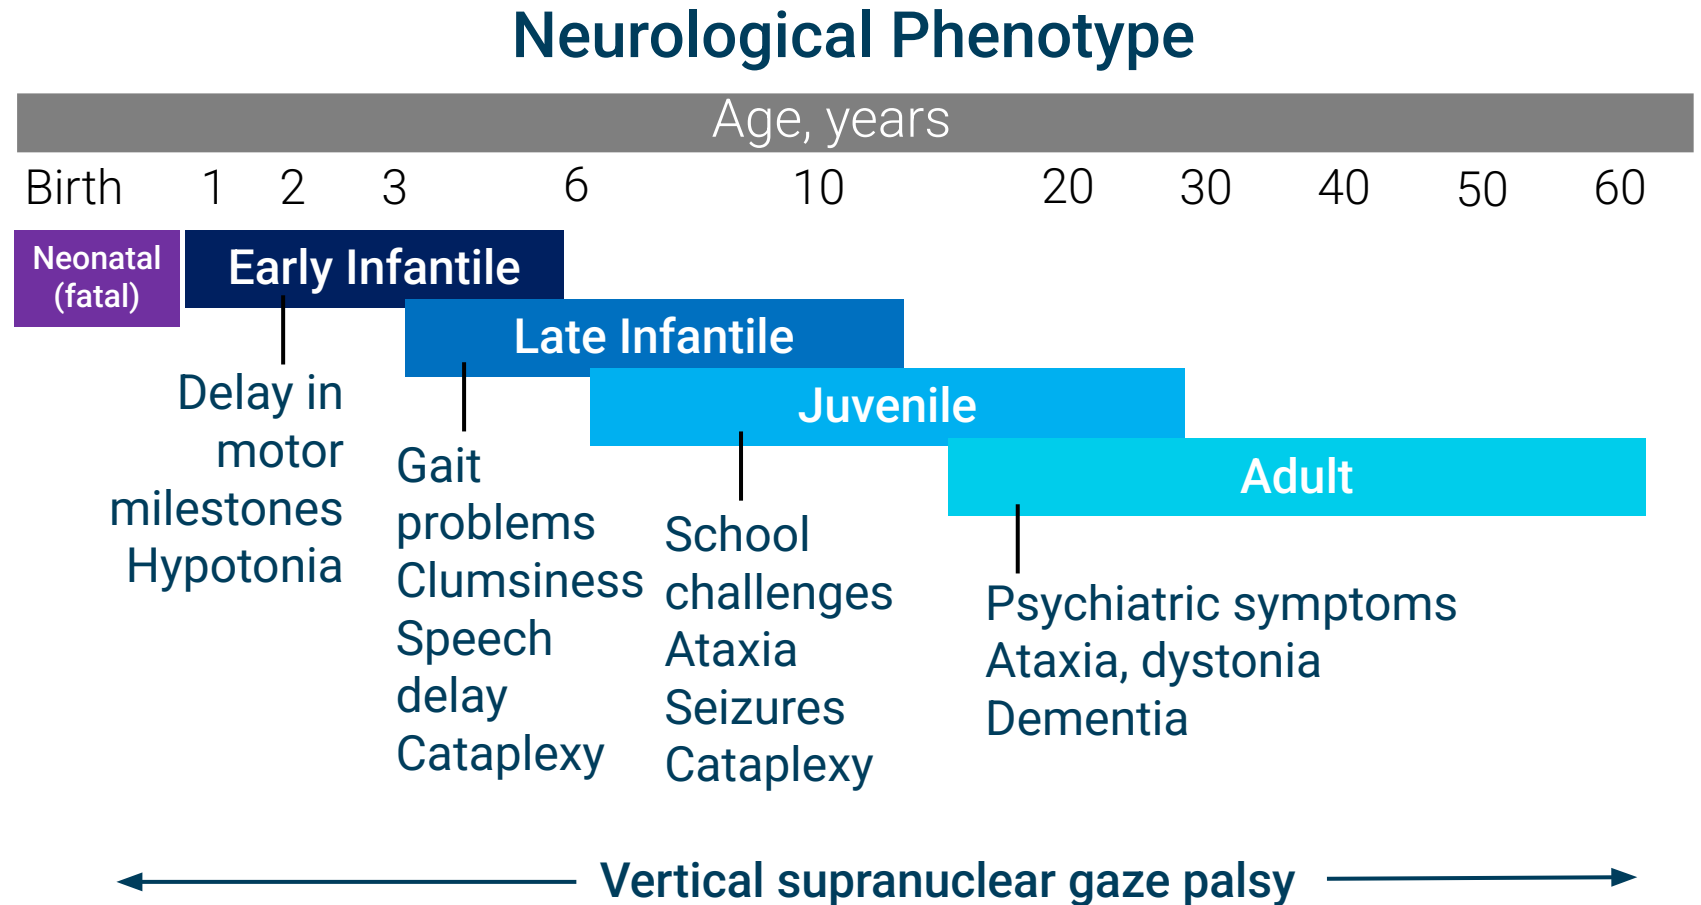 Neurological Phenotype
Age, years
Birth 1 2 3 6 10 20 30 40 50 60
Neonatal
(fatal)
Early Infantile
Late Infantile
Juvenile
Adult
Delay in
motor
milestones
Hypotonia
Gait
problems
Clumsiness
Speech
delay
Cataplexy
School
challenges
Ataxia
Seizures
Cataplexy
Psychiatric symptoms
Ataxia, dystonia
Dementia
Vertical supranuclear gaze palsy